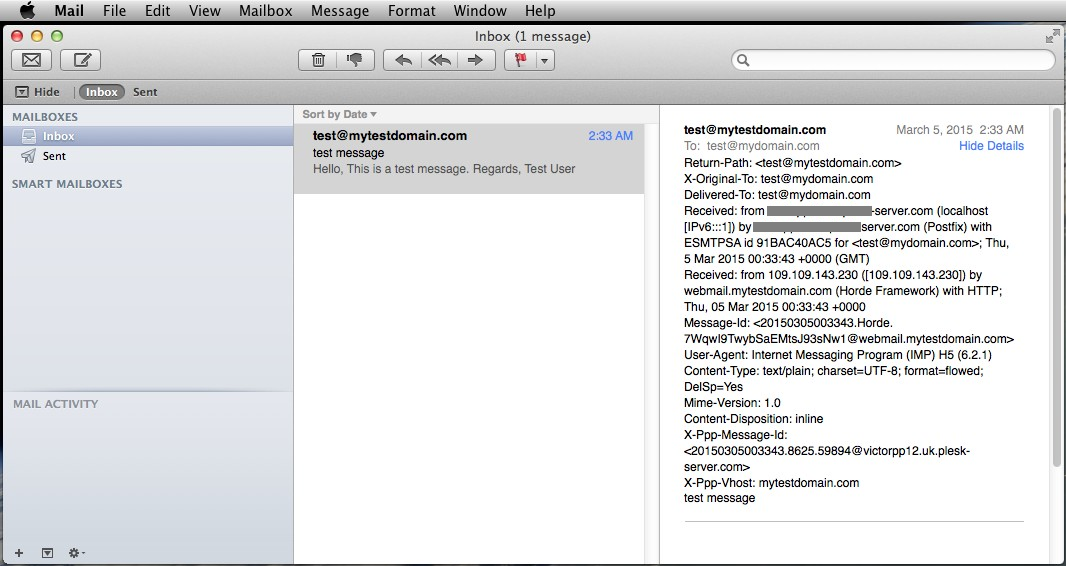 Mail File Edit View Mailbox Message Format Window Help
Inbox (1 message)
Hide Inbox Sent
MAILBOXES
Inbox
Sent
SMART MAILBOXES
MAIL ACTIVITY
Sort by Date
test@mytestdomain.com 2:33 AM
test message
Hello, This is a test message. Regards, Test User
test@mytestdomain.com March 5, 2015 2:33 AM
To: test@mydomain.com Hide Details
Return-Path: <test@mytestdomain.com>
X-Original-To: test@mydomain.com
Delivered-To: test@mydomain.com
Received: from -server.com (localhost
[IPv6:::1]) by server.com (Postfix) with
ESMTPSA id 91BAC40AC5 for <test@mydomain.com>; Thu,
5 Mar 2015 00:33:43 +0000 (GMT)
Received: from 109.109.143.230 ([109.109.143.230]) by
webmail.mytestdomain.com (Horde Framework) with HTTP;
Thu, 05 Mar 2015 00:33:43 +0000
Message-Id: <20150305003343.Horde.
7Wqwl9TwybSaEMtsJ93sNw1@webmail.mytestdomain.com>
User-Agent: Internet Messaging Program (IMP) H5 (6.2.1)
Content-Type: text/plain; charset=UTF-8; format=flowed;
DelSp=Yes
Mime-Version: 1.0
Content-Disposition: inline
X-Ppp-Message-Id:
<20150305003343.8625.59894@victorpp12.uk.plesk-
server.com>
X-Ppp-Vhost: mytestdomain.com
test message